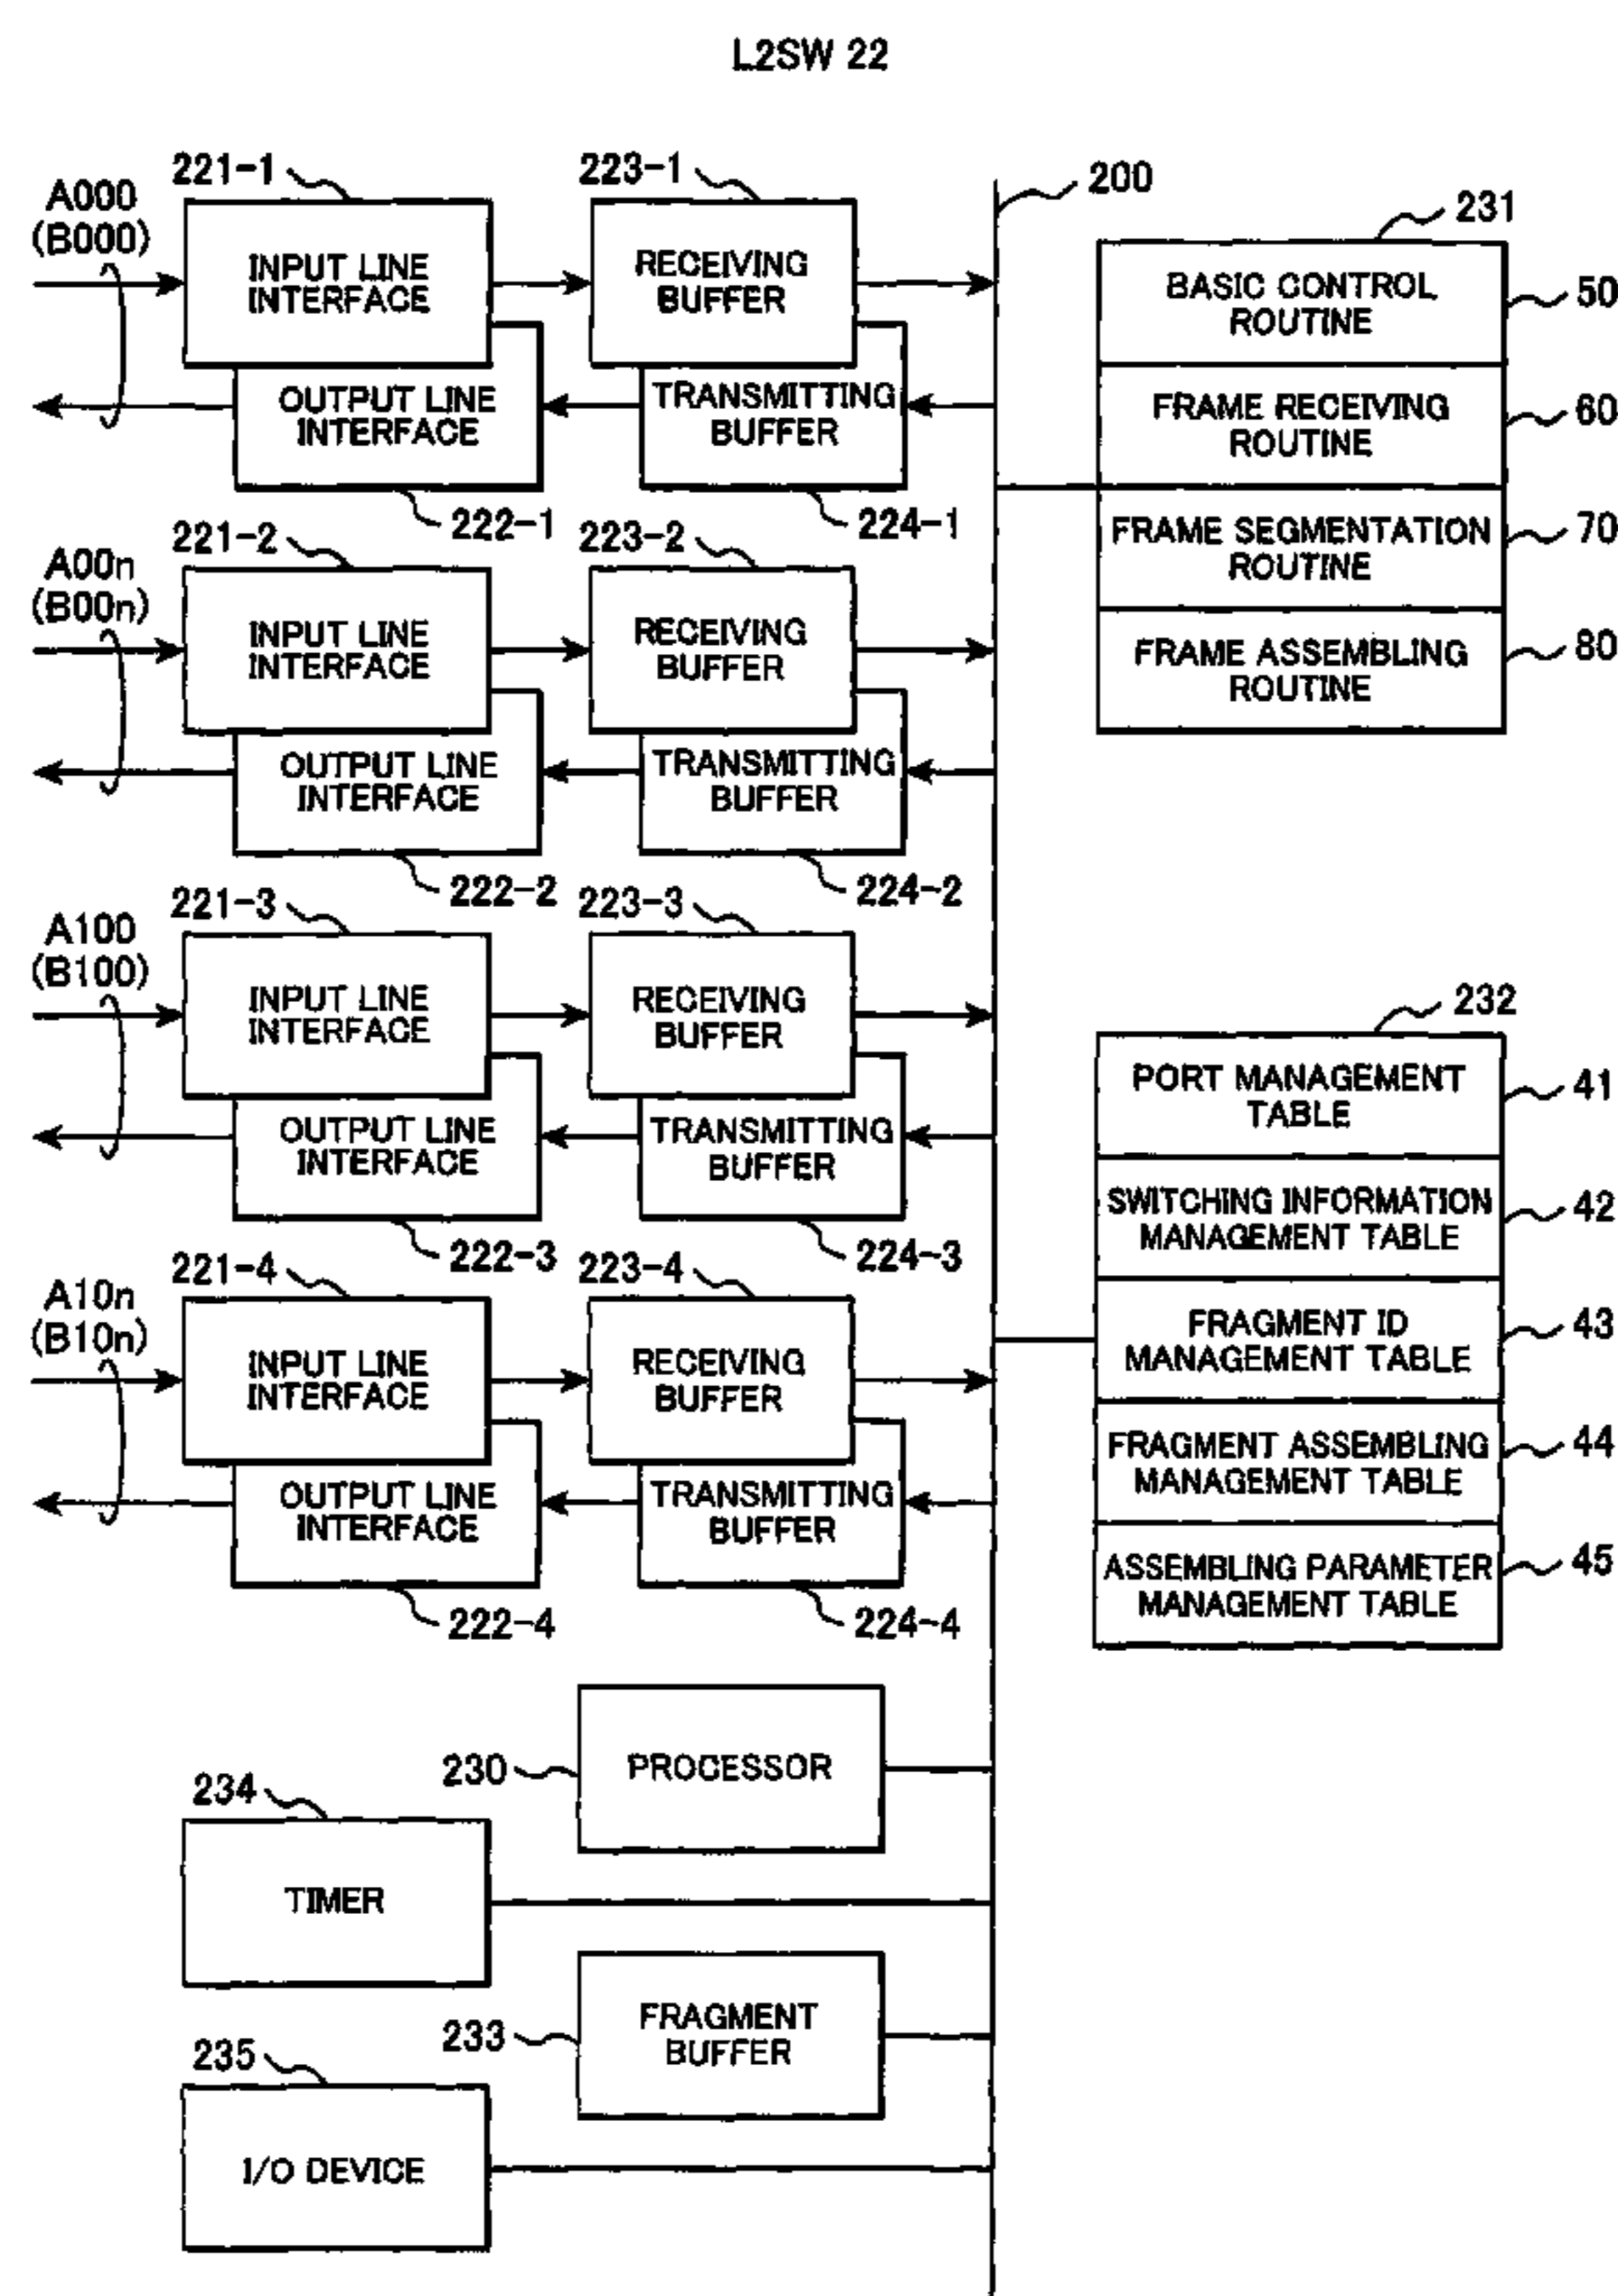 L2SW 22
221-1
223-1
200
A000
(B000)
231
INPUT LINE
INTERFACE
RECEIVING
BUFFER
BASIC CONTROL
ROUTINE
50
OUTPUT LINE
INTERFACE
TRANSMITTING
BUFFER
FRAME RECEIVING
ROUTINE
60
222-1
224-1
FRAME SEGMENTATION
ROUTINE
70
221-2
223-2
A00n
(B00n)
INPUT LINE
INTERFACE
RECEIVING
BUFFER
FRAME ASSEMBLING
ROUTINE
80
OUTPUT LINE
INTERFACE
TRANSMITTING
BUFFER
222-2
224-2
221-3
223-3
A100
(B100)
INPUT LINE
INTERFACE
RECEIVING
BUFFER
232
PORT MANAGEMENT
TABLE
41
OUTPUT LINE
INTERFACE
TRANSMITTING
BUFFER
SWITCHING INFORMATION
MANAGEMENT TABLE
42
222-3
224-3
221-4
223-4
A10n
(B10n)
INPUT LINE
INTERFACE
RECEIVING
BUFFER
FRAGMENT ID
MANAGEMENT TABLE
43
OUTPUT LINE
INTERFACE
TRANSMITTING
BUFFER
FRAGMENT ASSEMBLING
MANAGEMENT TABLE
44
222-4
224-4
ASSEMBLING PARAMETER
MANAGEMENT TABLE
45
230
PROCESSOR
234
TIMER
233
FRAGMENT
BUFFER
235
I/O DEVICE